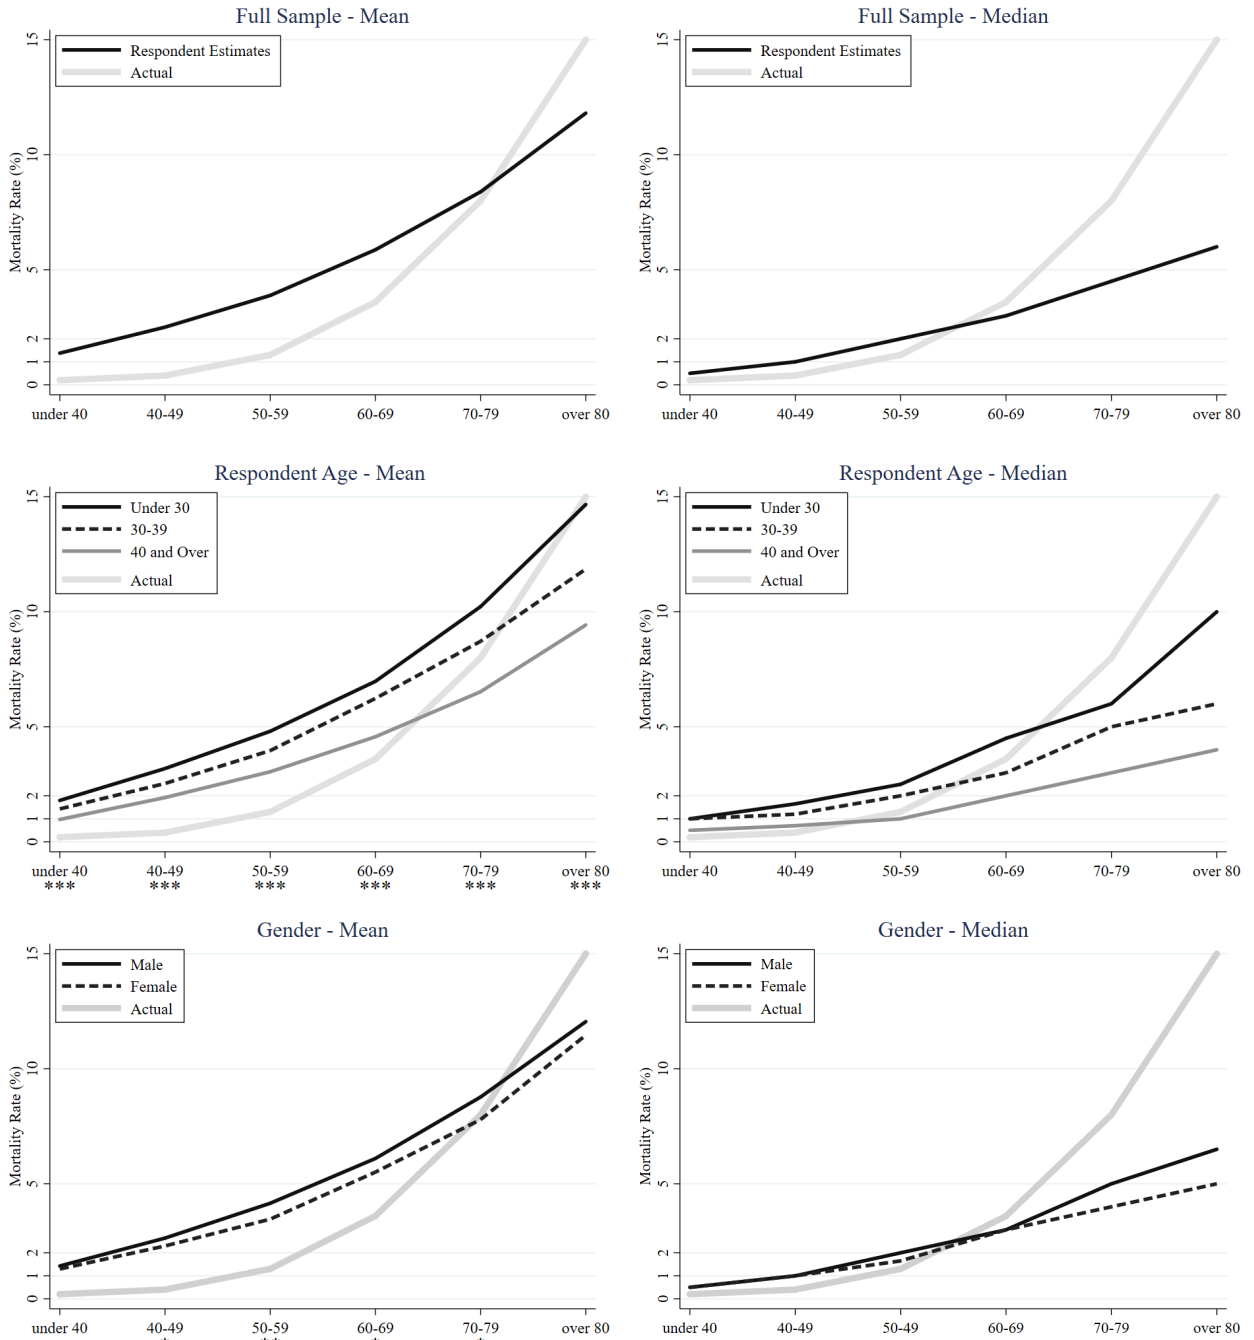 Full Sample - Mean
Respondent Estimates
Actual
Mortality Rate (%)
15
10
5
2
1
0
under 40 40-49 50-59 60-69 70-79 over 80
Full Sample - Median
Respondent Estimates
Actual
Mortality Rate (%)
15
10
5
2
1
0
under 40 40-49 50-59 60-69 70-79 over 80
Respondent Age - Mean
Under 30
30-39
40 and Over
Actual
Mortality Rate (%)
15
10
5
2
1
0
under 40 40-49 50-59 60-69 70-79 over 80
*** *** *** *** *** ***
Respondent Age - Median
Under 30
30-39
40 and Over
Actual
Mortality Rate (%)
15
10
5
2
1
0
under 40 40-49 50-59 60-69 70-79 over 80
Gender - Mean
Male
Female
Actual
Mortality Rate (%)
15
10
5
2
1
0
under 40 40-49 50-59 60-69 70-79 over 80
* ** * *
Gender - Median
Male
Female
Actual
Mortality Rate (%)
15
10
5
2
1
0
under 40 40-49 50-59 60-69 70-79 over 80